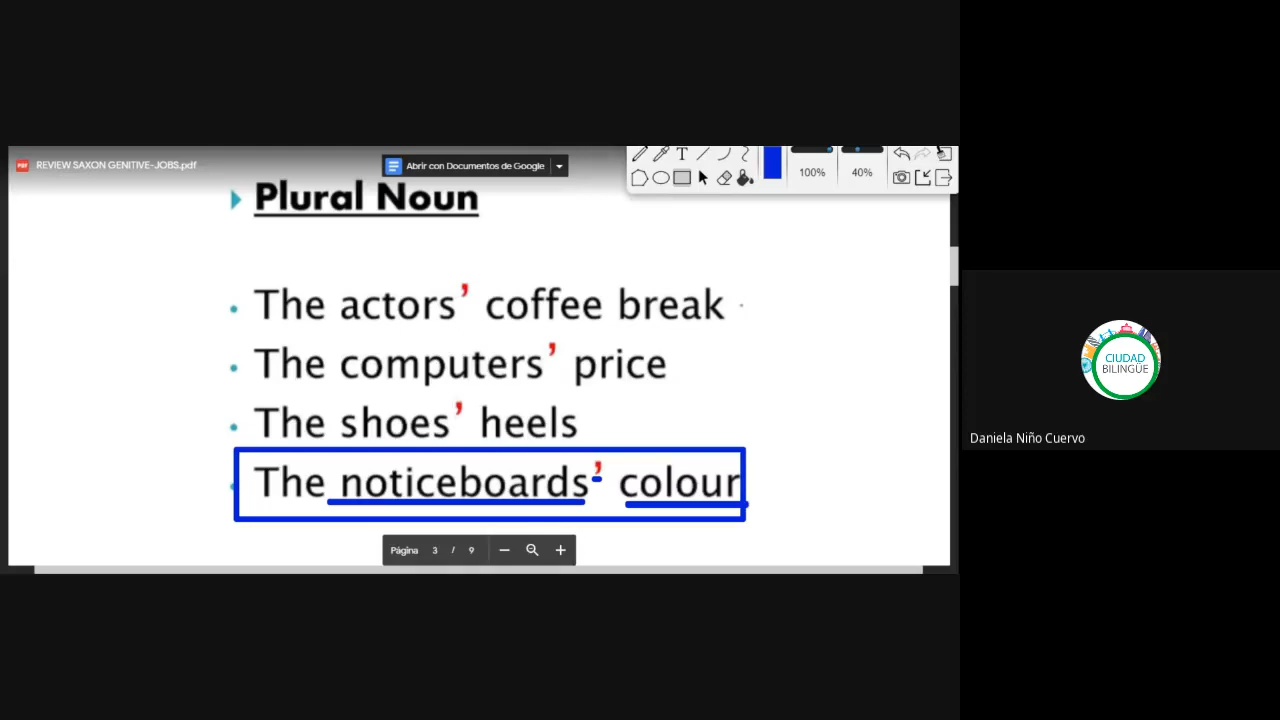 REVIEW SAXON GENITIVE-JOBS.pdf
Abrir con Documentos de Google
100%
40%
Plural Noun
The actors’ coffee break
The computers’ price
The shoes’ heels
The noticeboards’ colour
Página 3 / 9
CIUDAD
BILINGÜE
Daniela Niño Cuervo